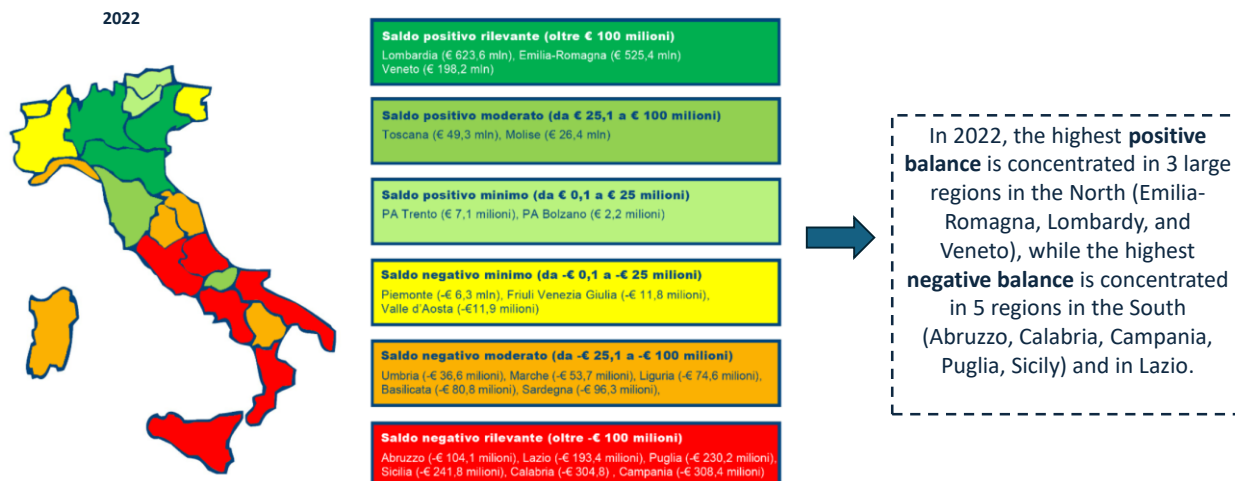 2022
Saldo positivo rilevante (oltre € 100 milioni)
Lombardia (€ 623,6 mln), Emilia-Romagna (€ 525,4 mln)
Veneto (€ 198,2 mln)
Saldo positivo moderato (da € 25,1 a € 100 milioni)
Toscana (€ 49,3 mln), Molise (€ 26,4 mln)
Saldo positivo minimo (da € 0,1 a € 25 milioni)
PA Trento (€ 7,1 milioni), PA Bolzano (€ 2,2 milioni)
Saldo negativo minimo (da -€ 0,1 a -€ 25 milioni)
Piemonte (-€ 6,3 mln), Friuli Venezia Giulia (-€ 11,8 milioni),
Valle d'Aosta (-€11,9 milioni)
Saldo negativo moderato (da -€ 25,1 a -€ 100 milioni)
Umbria (-€ 36,6 milioni), Marche (-€ 53,7 milioni), Liguria (-€ 74,6 milioni),
Basilicata (-€ 80,8 milioni), Sardegna (-€ 96,3 milioni),
Saldo negativo rilevante (oltre -€ 100 milioni)
Abruzzo (-€ 104,1 milioni), Lazio (-€ 193,4 milioni), Puglia (-€ 230,2 milioni),
Sicilia (-€ 241,8 milioni), Calabria (-€ 304,8) , Campania (-€ 308,4 milioni)
In 2022, the highest positive
balance is concentrated in 3 large
regions in the North (Emilia-
Romagna, Lombardy, and
Veneto), while the highest
negative balance is concentrated
in 5 regions in the South
(Abruzzo, Calabria, Campania,
Puglia, Sicily) and in Lazio.